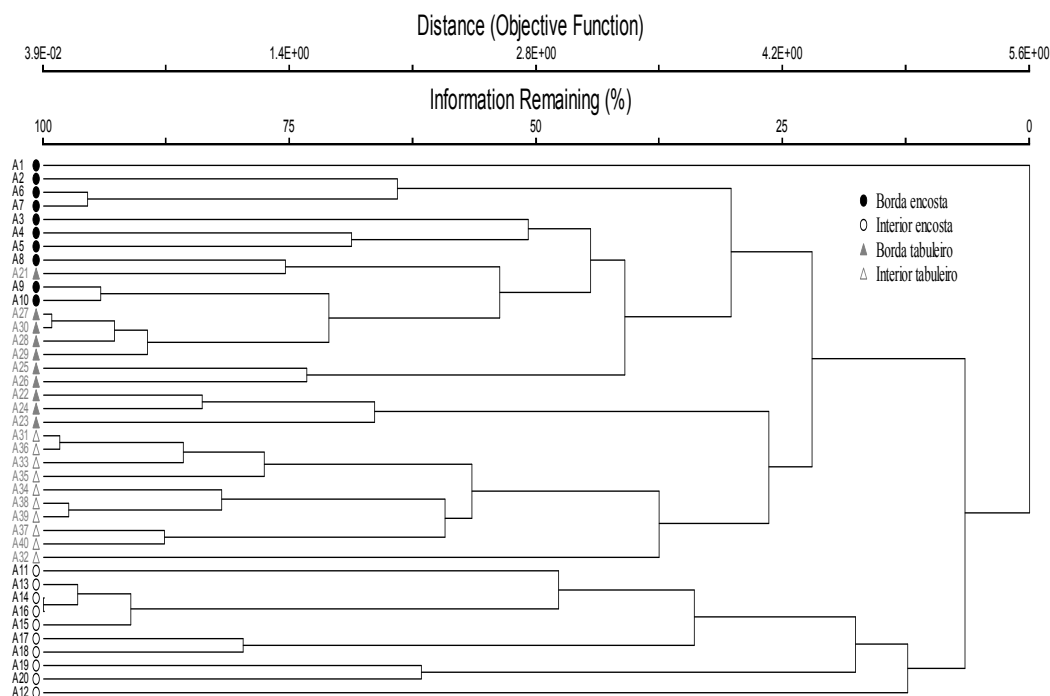 Distance (Objective Function)
3.9E-02 1.4E+00 2.8E+00 4.2E+00 5.6E+00
Information Remaining (%)
100 75 50 25 0
A1
A2
A6
A7
A3
A4
A5
A8
A21
A9
A10
A27
A30
A28
A29
A25
A26
A22
A24
A23
A31
A36
A33
A35
A34
A38
A39
A37
A40
A32
A11
A13
A14
A16
A15
A17
A18
A19
A20
A12
Borda encosta
Interior encosta
Borda tabuleiro
Interior tabuleiro